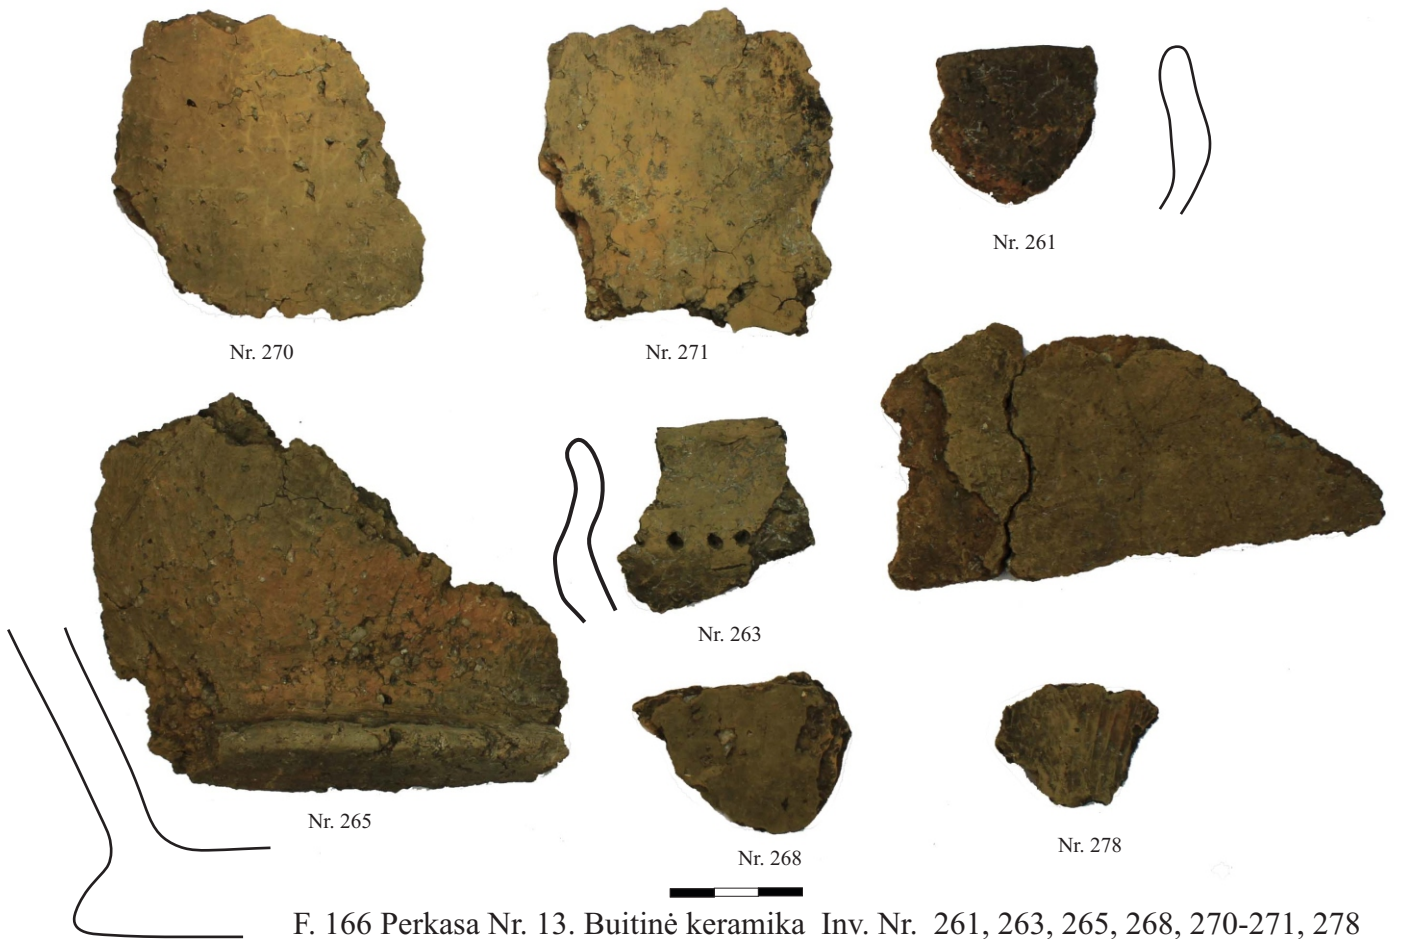 Nr. 270
Nr. 271
Nr. 261
Nr. 265
Nr. 263
Nr. 268
Nr. 278
F. 166 Perkasa Nr. 13. Buitinė keramika Inv. Nr. 261, 263, 265, 268, 270-271, 278